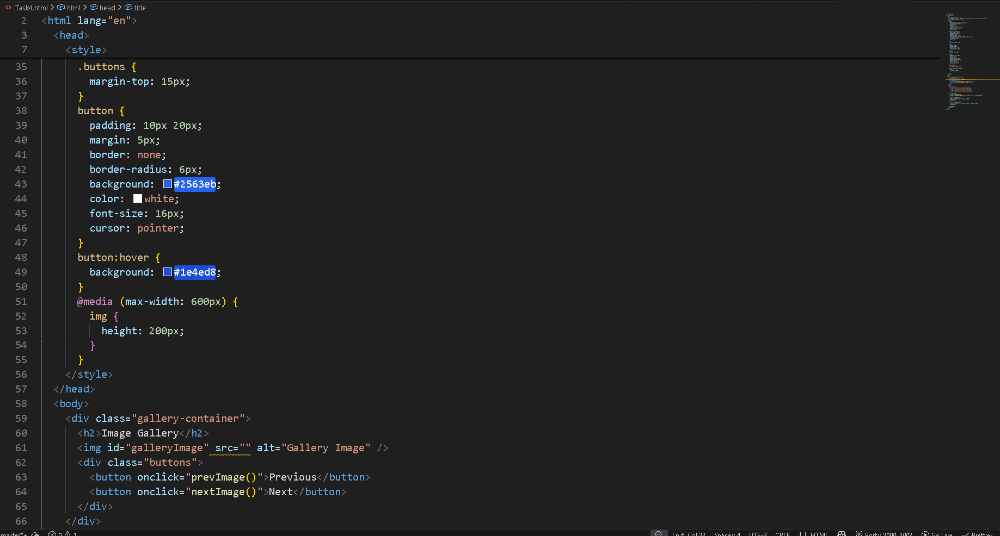 Task4.html > html > head > title
2 <html lang="en">
3 <head>
7 <style>
35 .buttons {
36 margin-top: 15px;
37 }
38 button {
39 padding: 10px 20px;
40 margin: 5px;
41 border: none;
42 border-radius: 6px;
43 background: #2563eb;
44 color: white;
45 font-size: 16px;
46 cursor: pointer;
47 }
48 button:hover {
49 background: #1e4ed8;
50 }
51 @media (max-width: 600px) {
52 img {
53 height: 200px;
54 }
55 }
56 </style>
57 </head>
58 <body>
59 <div class="gallery-container">
60 <h2>Image Gallery</h2>
61 <img id="galleryImage" src="" alt="Gallery Image" />
62 <div class="buttons">
63 <button onclick="prevImage()">Previous</button>
64 <button onclick="nextImage()">Next</button>
65 </div>
66 </div>
master*+ 0 1 Ln 6, Col 33 Spaces: 4 UTF-8 CRLF {} HTML Ports: 3000, 3002 Go Live Prettier